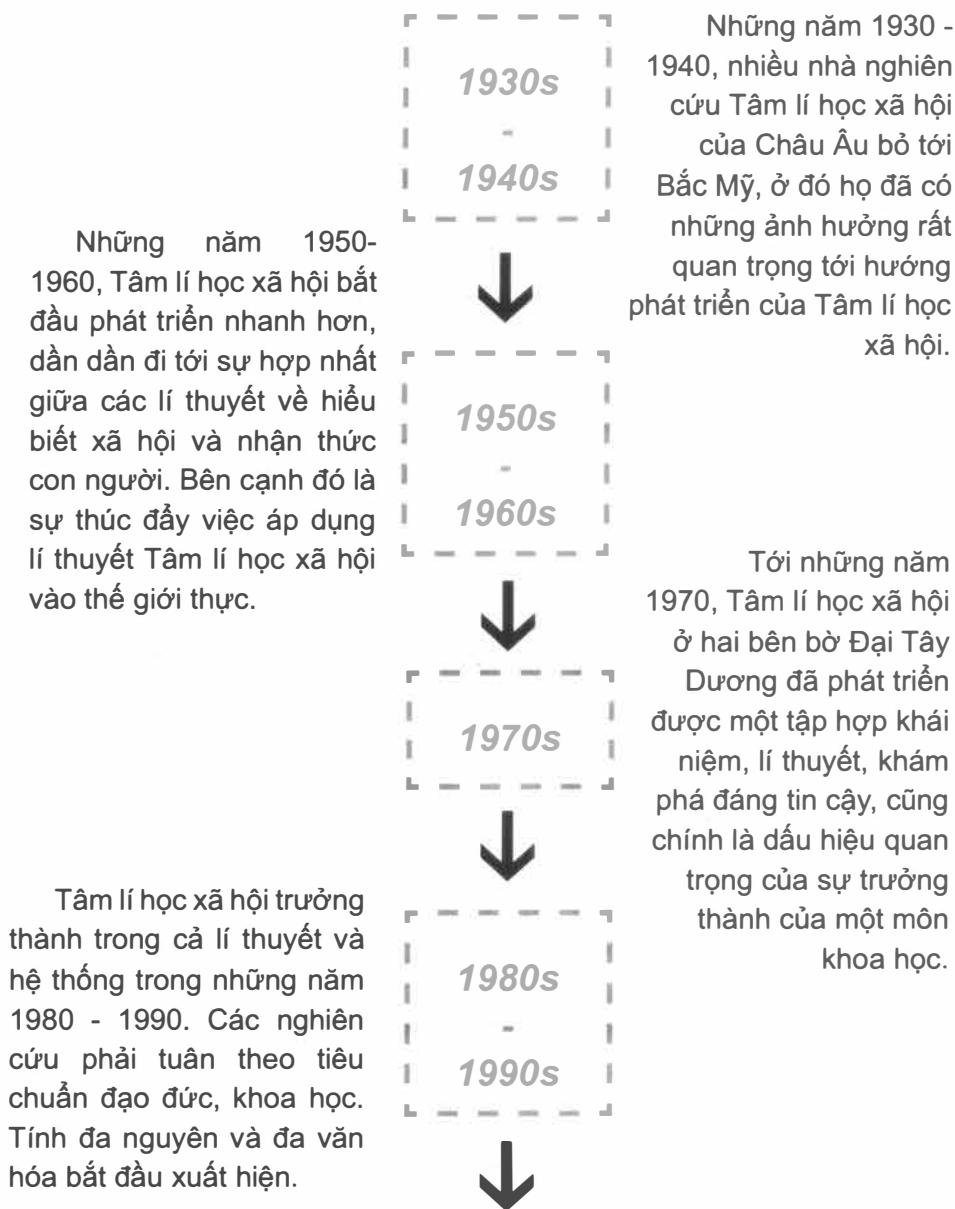 1930s
-
1940s
Những năm 1930 -
1940, nhiều nhà nghiên
cứu Tâm lí học xã hội
của Châu Âu bỏ tới
Bắc Mỹ, ở đó họ đã có
những ảnh hưởng rất
quan trọng tới hướng
phát triển của Tâm lí học
xã hội.
Những năm 1950-
1960, Tâm lí học xã hội bắt
đầu phát triển nhanh hơn,
dần dần đi tới sự hợp nhất
giữa các lí thuyết về hiểu
biết xã hội và nhận thức
con người. Bên cạnh đó là
sự thúc đẩy việc áp dụng
lí thuyết Tâm lí học xã hội
vào thế giới thực.
1950s
-
1960s
Tới những năm
1970, Tâm lí học xã hội
ở hai bên bờ Đại Tây
Dương đã phát triển
được một tập hợp khái
niệm, lí thuyết, khám
phá đáng tin cậy, cũng
chính là dấu hiệu quan
trọng của sự trưởng
thành của một môn
khoa học.
1970s
Tâm lí học xã hội trưởng
thành trong cả lí thuyết và
hệ thống trong những năm
1980 - 1990. Các nghiên
cứu phải tuân theo tiêu
chuẩn đạo đức, khoa học.
Tính đa nguyên và đa văn
hóa bắt đầu xuất hiện.
1980s
-
1990s